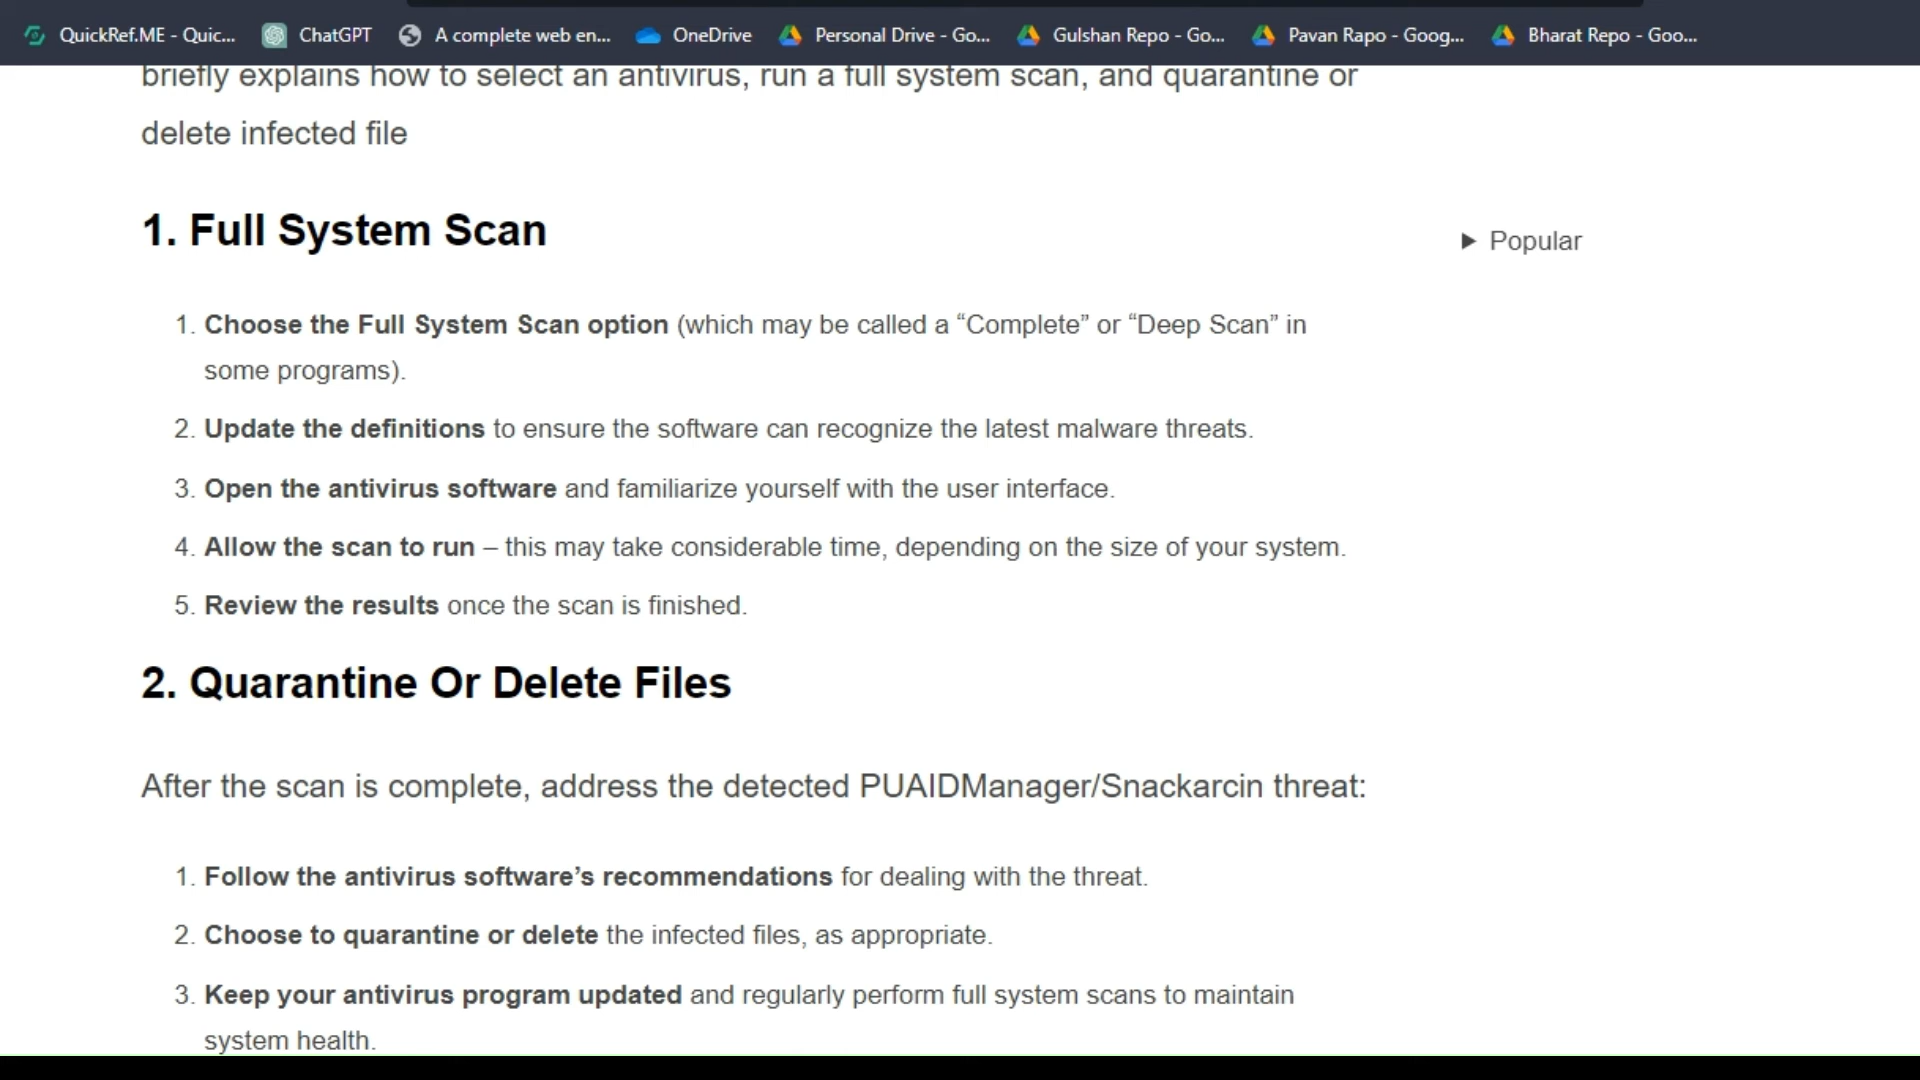 QuickRef.ME - Quic... ChatGPT A complete web en... OneDrive Personal Drive - Go... Gulshan Repo - Go... Pavan Rapo - Goog... Bharat Repo - Goo...
briefly explains how to select an antivirus, run a full system scan, and quarantine or
delete infected file
1. Full System Scan
▶ Popular
1. Choose the Full System Scan option (which may be called a “Complete” or “Deep Scan” in
some programs).
2. Update the definitions to ensure the software can recognize the latest malware threats.
3. Open the antivirus software and familiarize yourself with the user interface.
4. Allow the scan to run – this may take considerable time, depending on the size of your system.
5. Review the results once the scan is finished.
2. Quarantine Or Delete Files
After the scan is complete, address the detected PUAIDManager/Snackarcin threat:
1. Follow the antivirus software’s recommendations for dealing with the threat.
2. Choose to quarantine or delete the infected files, as appropriate.
3. Keep your antivirus program updated and regularly perform full system scans to maintain
system health.